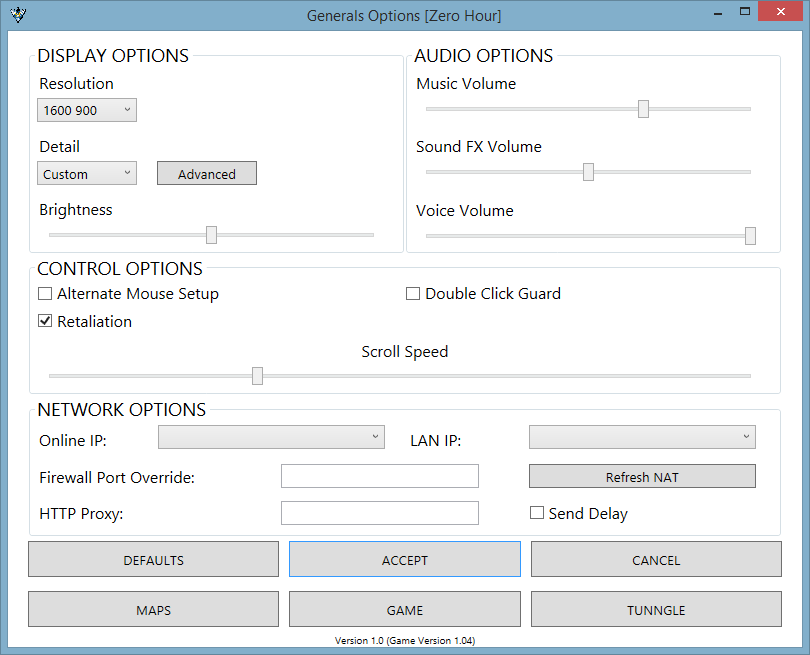 Generals Options [Zero Hour]
DISPLAY OPTIONS
Resolution
1600 900
Detail
Custom
Advanced
Brightness
AUDIO OPTIONS
Music Volume
Sound FX Volume
Voice Volume
CONTROL OPTIONS
Alternate Mouse Setup
Double Click Guard
Retaliation
Scroll Speed
NETWORK OPTIONS
Online IP:
LAN IP:
Firewall Port Override:
Refresh NAT
HTTP Proxy:
Send Delay
DEFAULTS
ACCEPT
CANCEL
MAPS
GAME
TUNNGLE
Version 1.0 (Game Version 1.04)